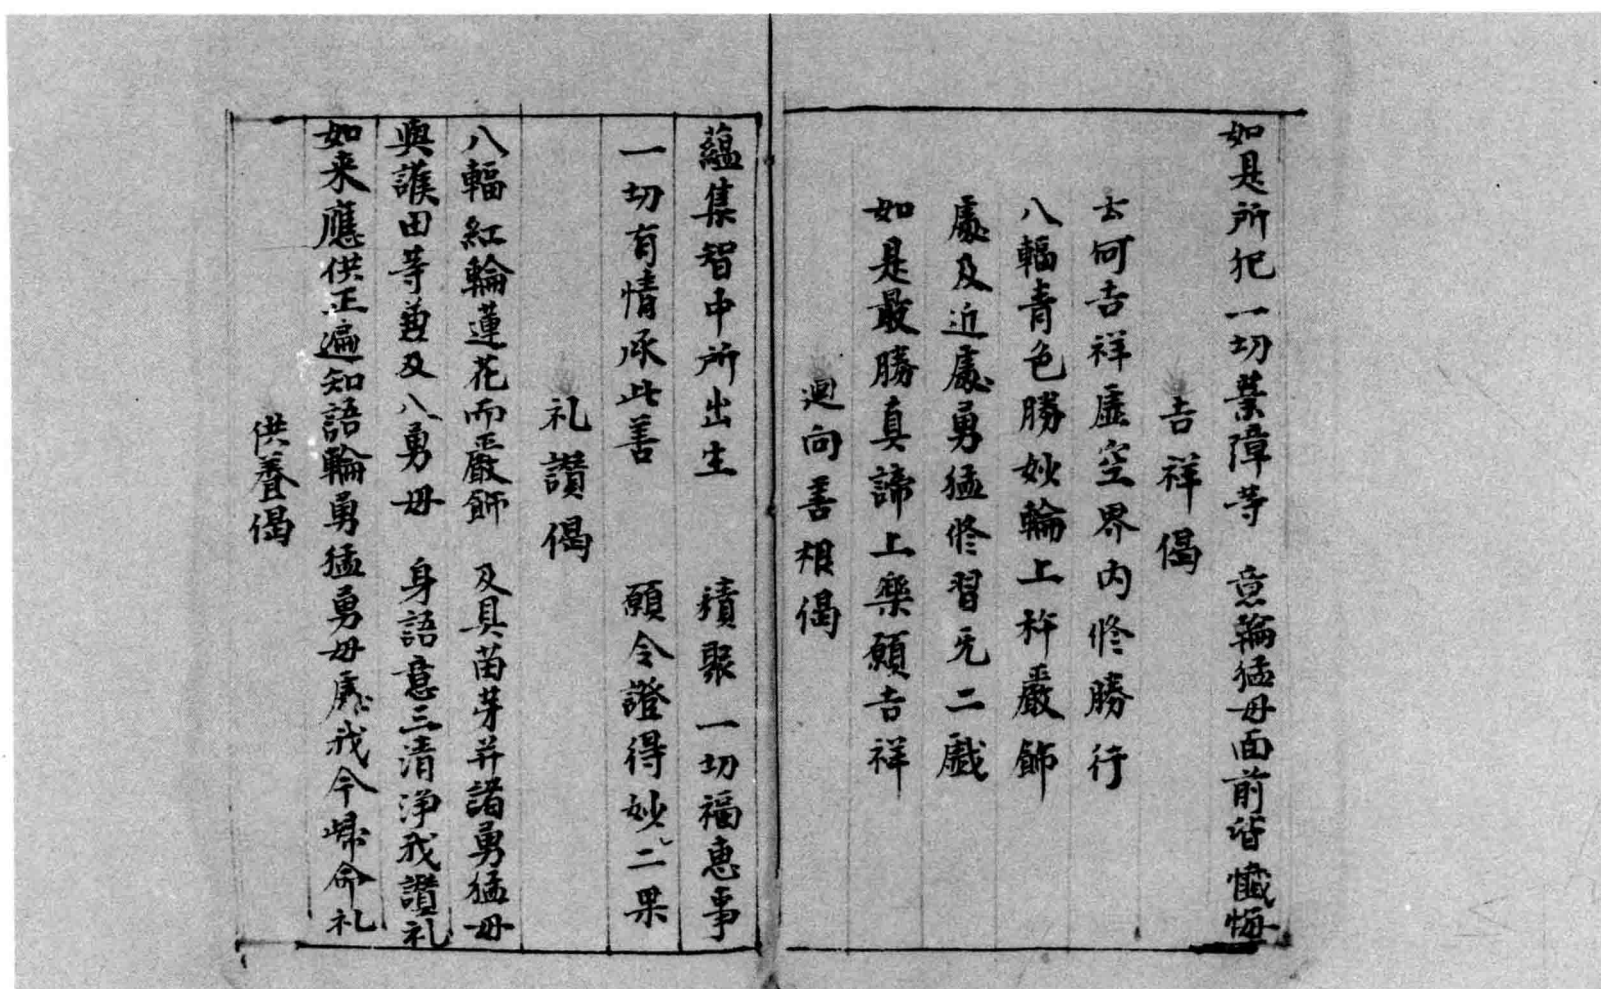 如是所犯一切業障等　意輪猛母面前皆懺悔
吉祥偈
去何吉祥虛空界内修勝行
八輻青色勝妙輪上杵嚴飾
處及近處勇猛修習无二戲
如是最勝真諦上樂願吉祥
迴向善根偈
蘊集智中所出生　積聚一切福惠事
一切有情承此善　願令證得妙二果
礼讚偈
八輻紅輪蓮花而嚴飾　及具苗芽并諸勇猛母
輿護田等兼及八勇母　身語意三清淨我讚礼
如来應供正遍知語輪勇猛勇母處我今歸命礼
供養偈